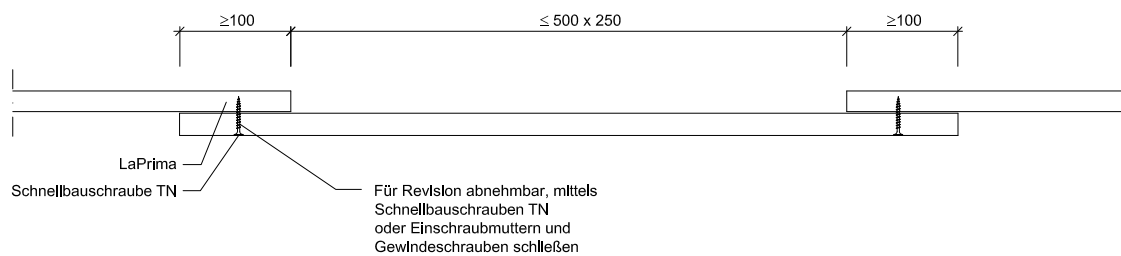 ≥100
≤ 500 x 250
≥100
LaPrima
Schnellbauschraube TN
Für Revision abnehmbar, mittels
Schnellbauschrauben TN
oder Einschraubmuttern und
Gewindeschrauben schließen